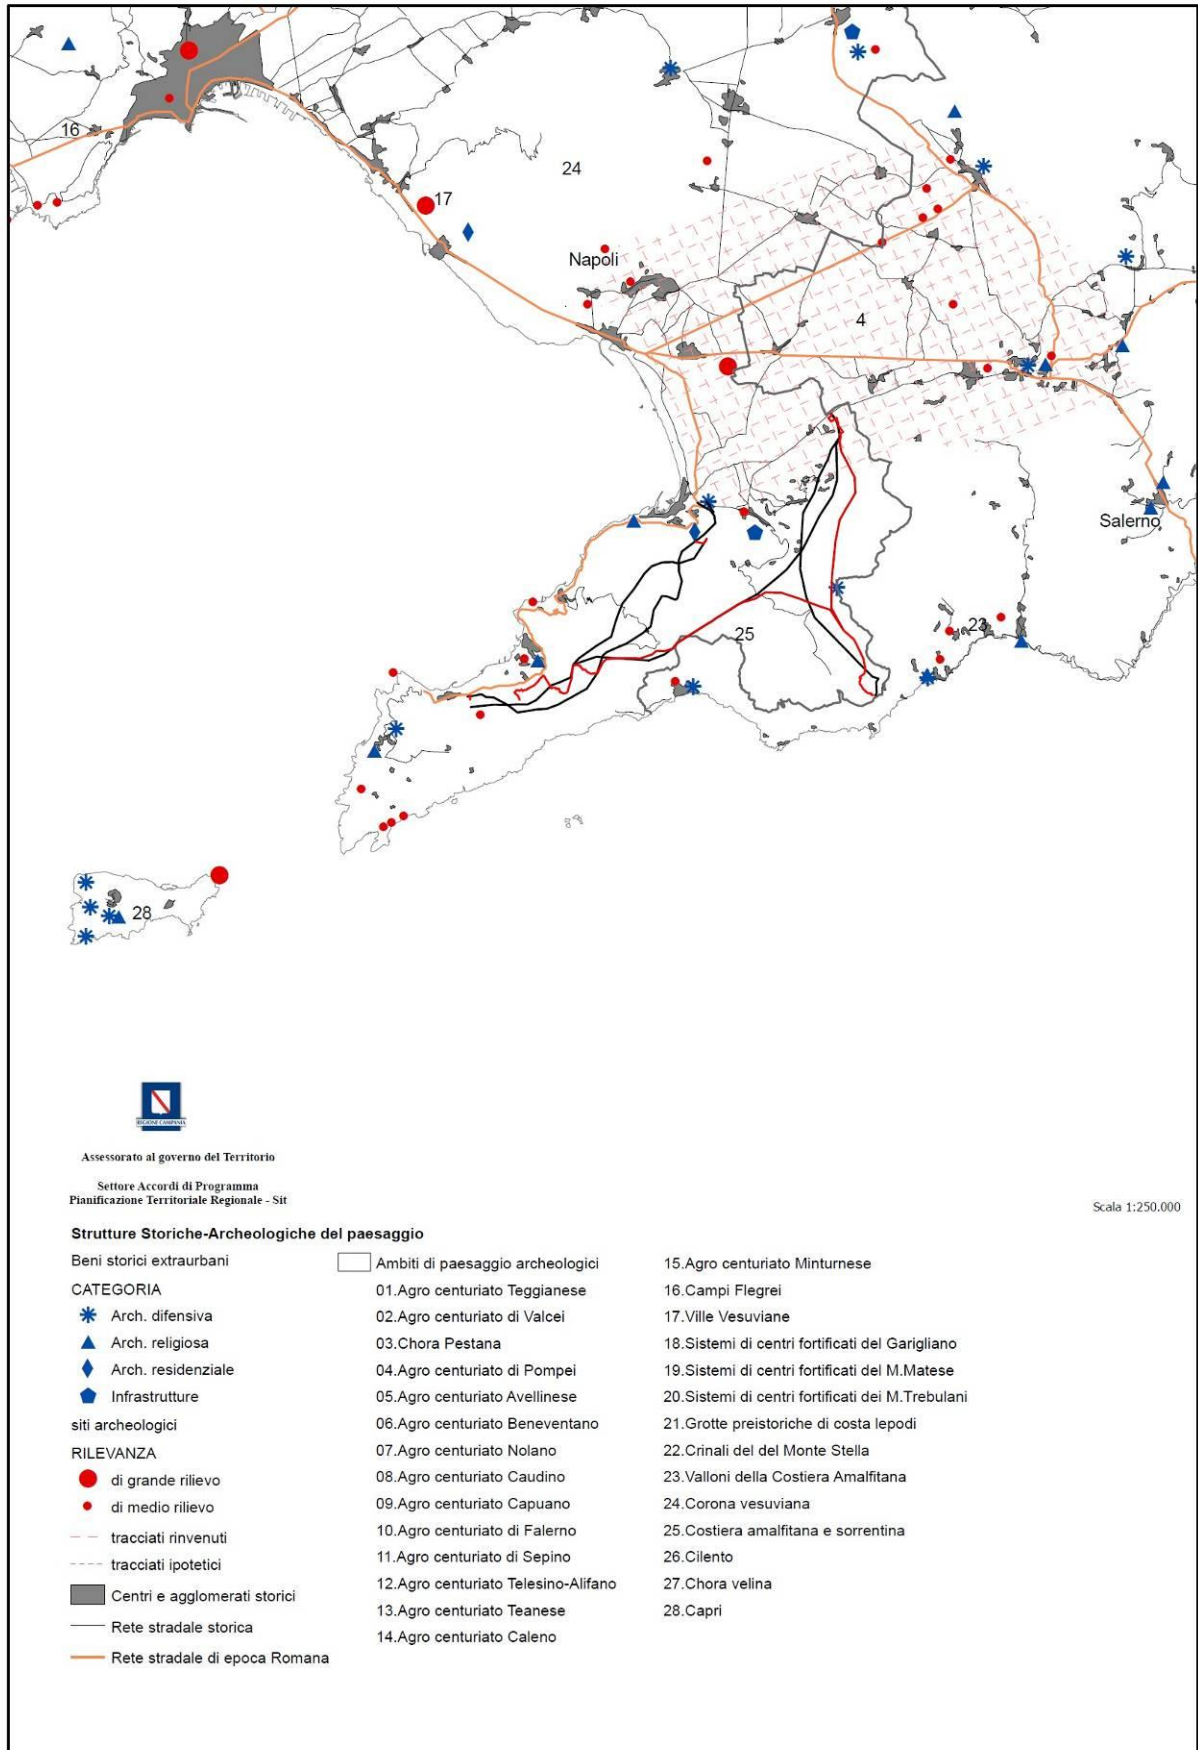 16
24
17
Napoli
4
Salerno
23
25
28
REGIONE CAMPANIA
Assessorato al governo del Territorio
Settore Accordi di Programma
Pianificazione Territoriale Regionale - Sit
Scala 1:250.000
Strutture Storiche-Archeologiche del paesaggio
Beni storici extraurbani
CATEGORIA
Arch. difensiva
Arch. religiosa
Arch. residenziale
Infrastrutture
siti archeologici
RILEVANZA
di grande rilievo
di medio rilievo
tracciati rinvenuti
tracciati ipotetici
Centri e agglomerati storici
Rete stradale storica
Rete stradale di epoca Romana
Ambiti di paesaggio archeologici
01.Agro centuriato Teggianese
02.Agro centuriato di Valcei
03.Chora Pestana
04.Agro centuriato di Pompei
05.Agro centuriato Avellinese
06.Agro centuriato Beneventano
07.Agro centuriato Nolano
08.Agro centuriato Caudino
09.Agro centuriato Capuano
10.Agro centuriato di Falerno
11.Agro centuriato di Sepino
12.Agro centuriato Telesino-Alifano
13.Agro centuriato Teanese
14.Agro centuriato Caleno
15.Agro centuriato Minturnese
16.Campi Flegrei
17.Ville Vesuviane
18.Sistemi di centri fortificati del Garigliano
19.Sistemi di centri fortificati del M.Matese
20.Sistemi di centri fortificati dei M.Trebulani
21.Grotte preistoriche di costa lepodi
22.Crinali del del Monte Stella
23.Valloni della Costiera Amalfitana
24.Corona vesuviana
25.Costiera amalfitana e sorrentina
26.Cilento
27.Chora velina
28.Capri